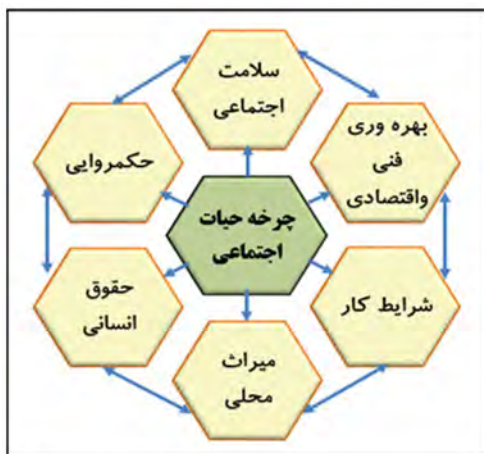 سلامت
اجتماعی
بهره وری
فنی
واقتصادی
حکمروایی
چرخه حیات
اجتماعی
شرایط کار
حقوق
انسانی
میراث
محلی